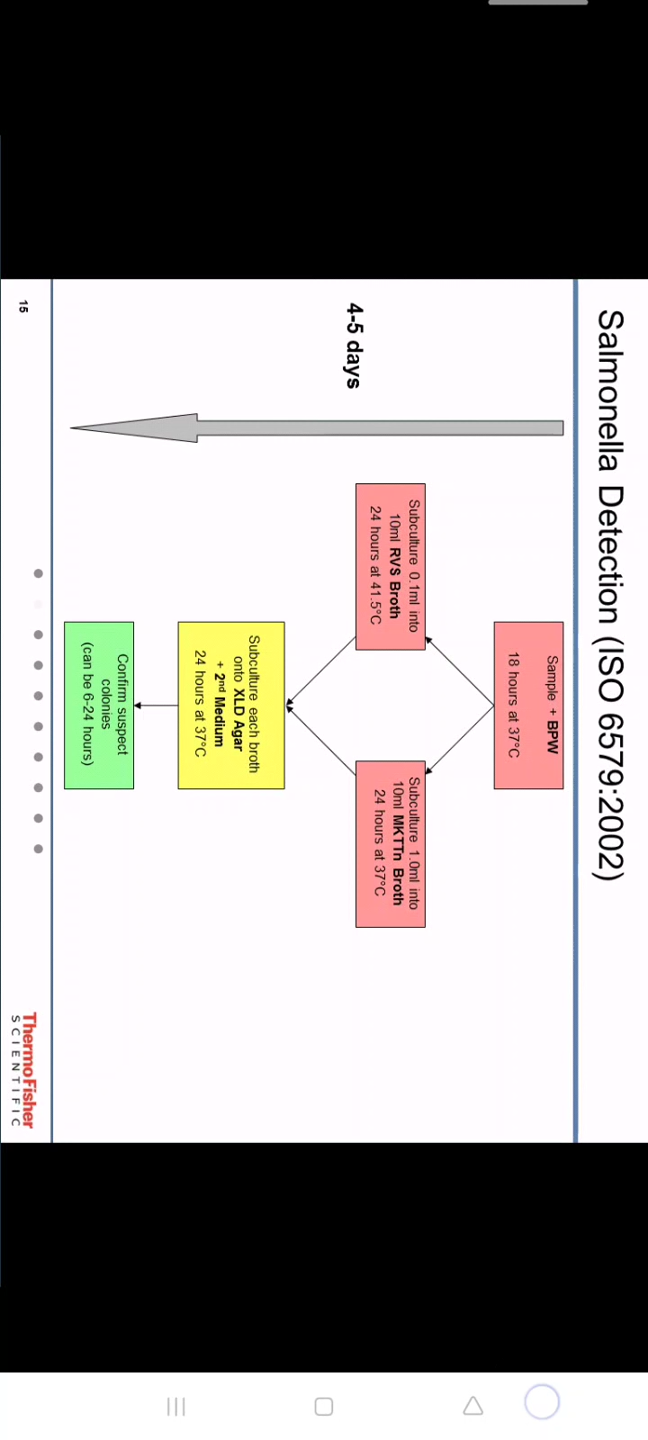 Salmonella Detection (ISO 6579:2002)
Sample + BPW
18 hours at 37°C
4-5 days
Subculture 0.1ml into
10ml RVS Broth
24 hours at 41.5°C
Subculture 1.0ml into
10ml MKTTn Broth
24 hours at 37°C
Subculture each broth
onto XLD Agar
+ 2nd Medium
24 hours at 37°C
Confirm suspect
colonies
(can be 6-24 hours)
15
ThermoFisher
SCIENTIFIC